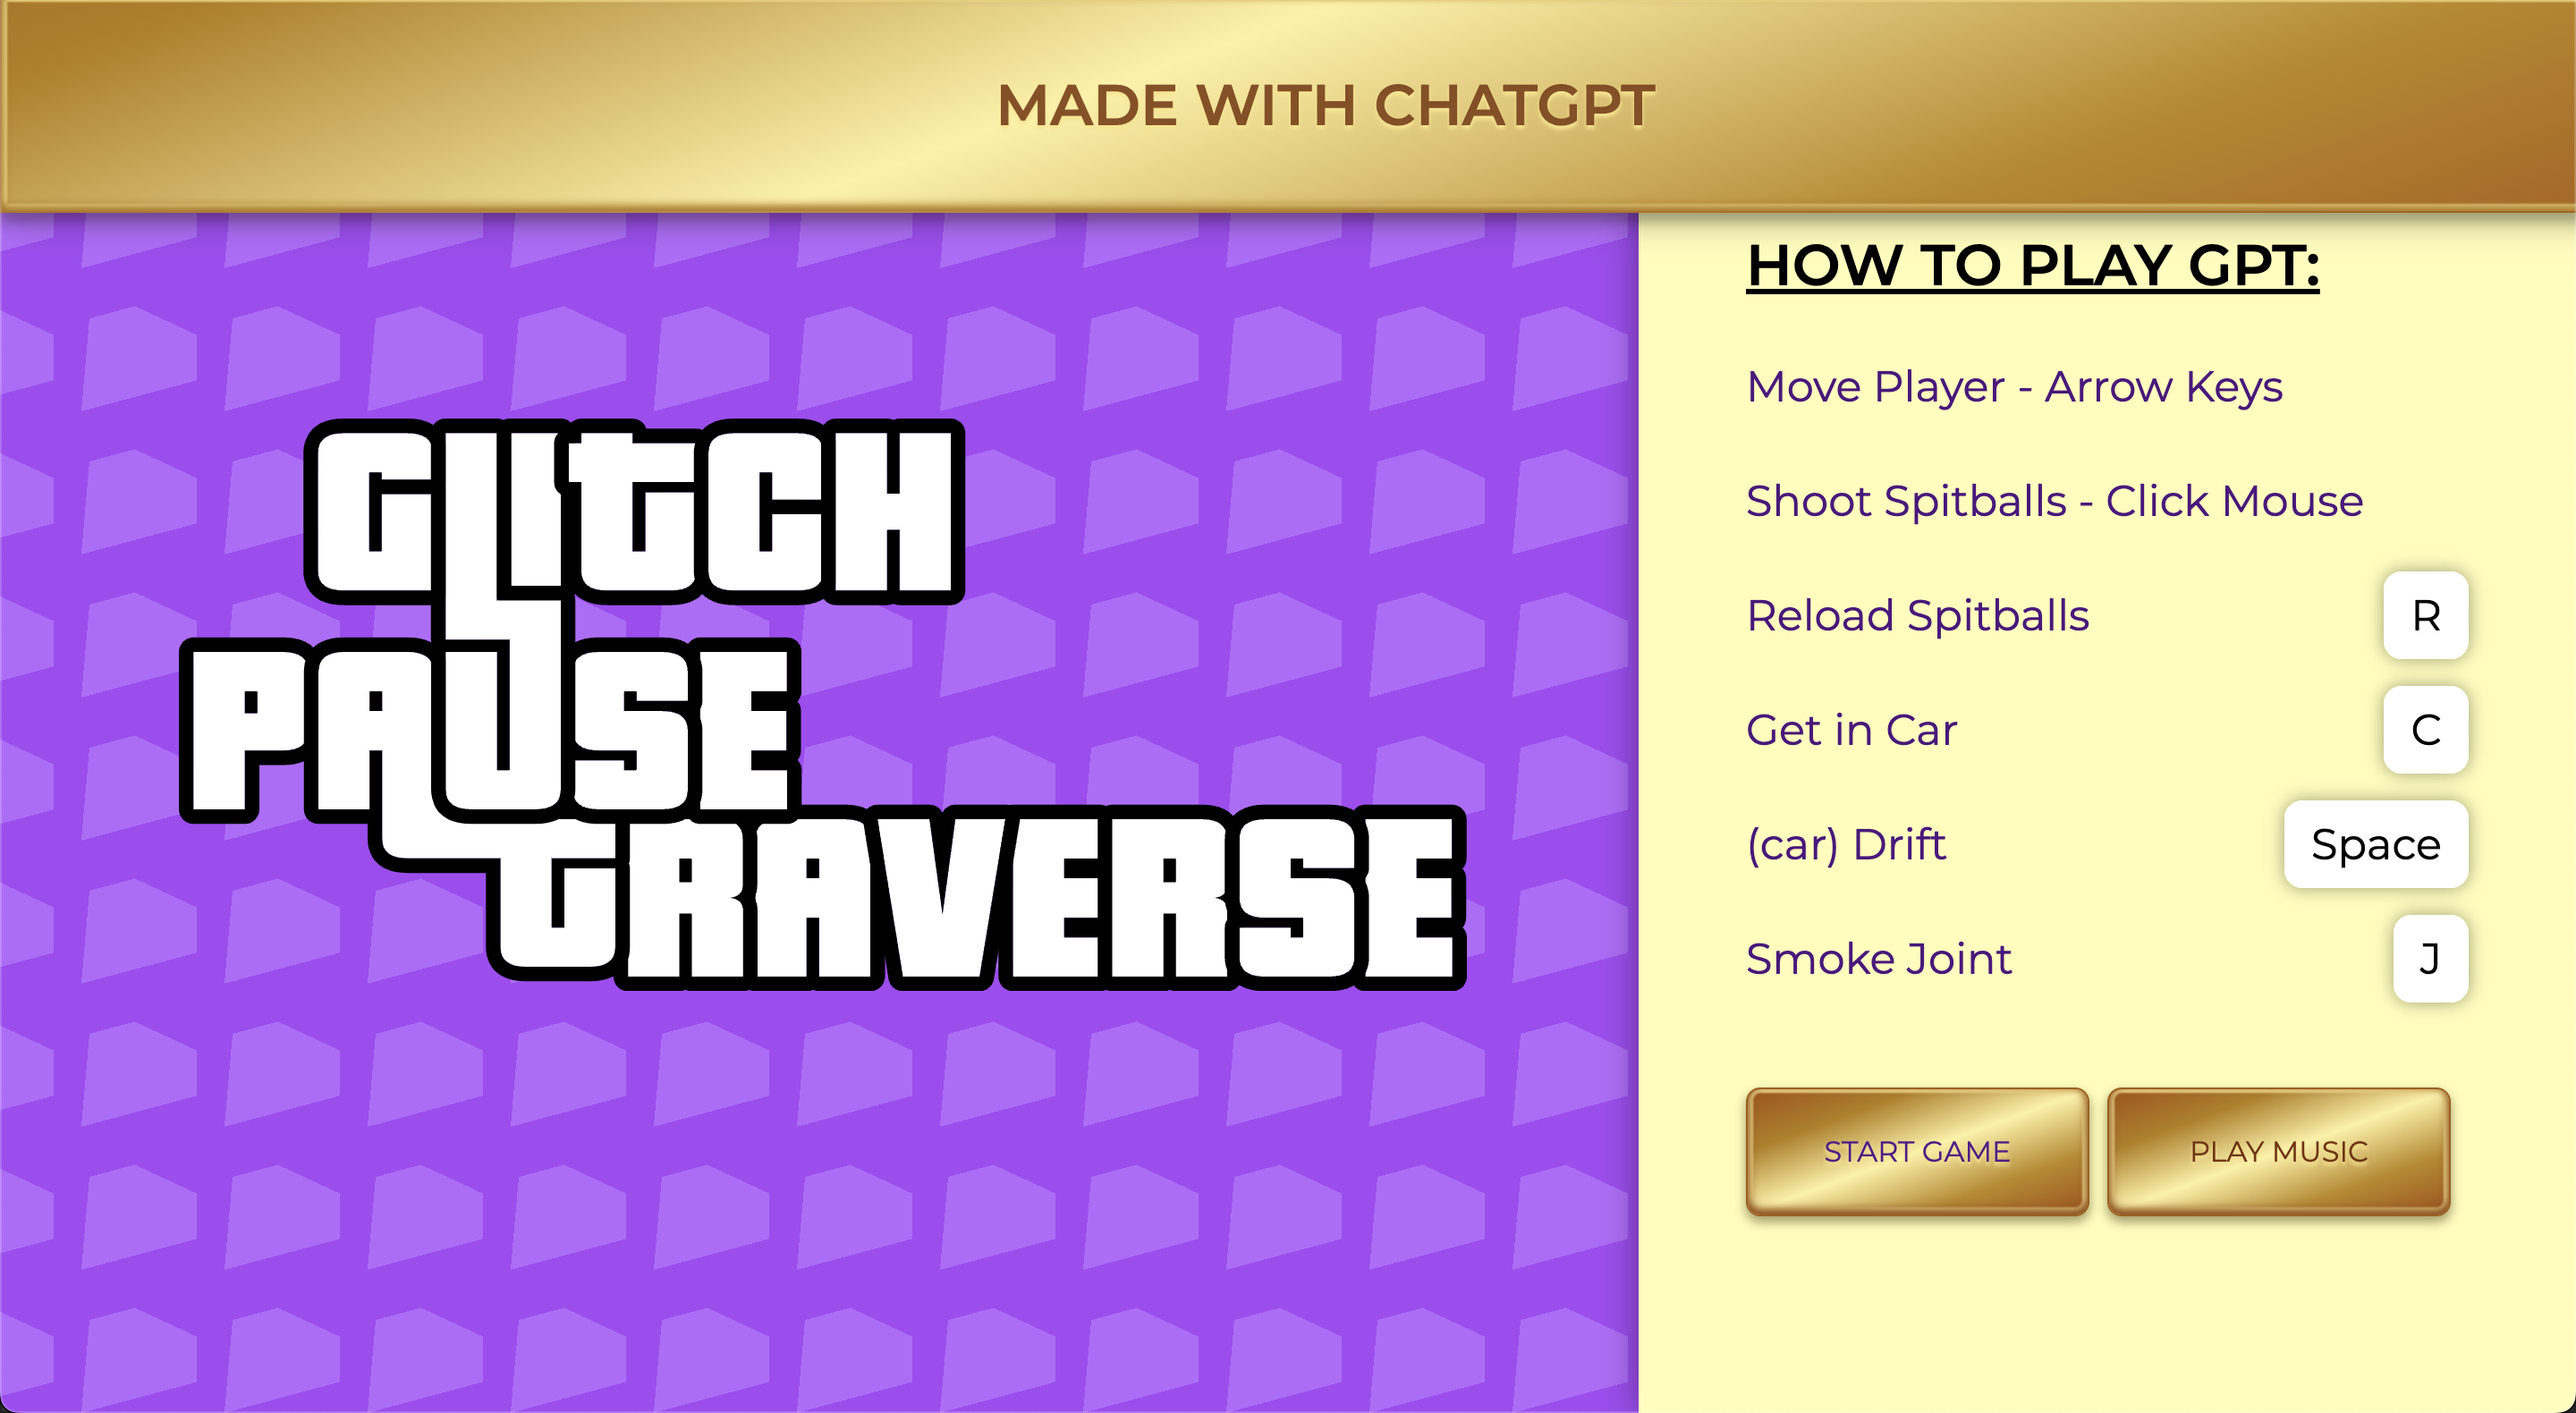 MADE WITH CHATGPT
GLITCH
PAUSE
TRAVERSE
HOW TO PLAY GPT:
Move Player - Arrow Keys
Shoot Spitballs - Click Mouse
Reload Spitballs R
Get in Car C
(car) Drift Space
Smoke Joint J
START GAME PLAY MUSIC